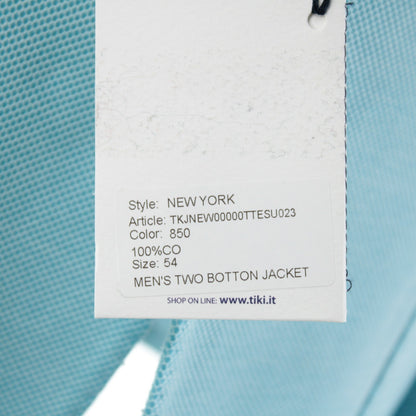 Style: NEW YORK
Article: TKJNEW00000TTESU023
Color: 850
100%CO
Size: 54
MEN'S TWO BOTTON JACKET
SHOP ON LINE: www.tiki.it